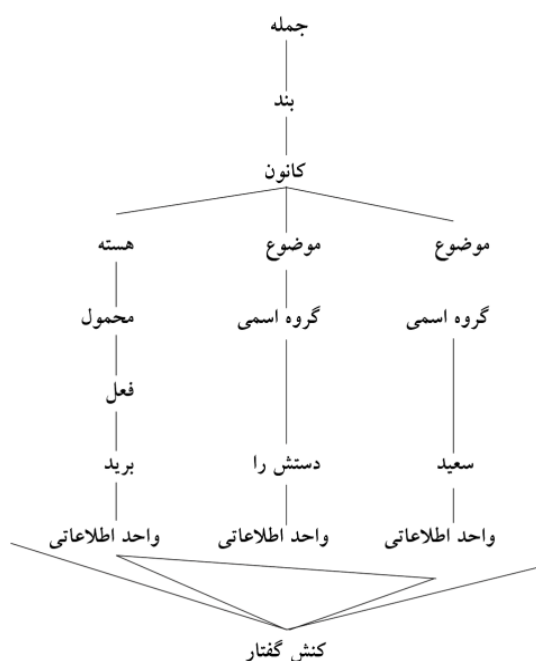 جمله
بند
کانون
موضوع موضوع هسته
گروه اسمی گروه اسمی محمول
فعل
سعید دستش را برید
واحد اطلاعاتی واحد اطلاعاتی واحد اطلاعاتی
کنش گفتار